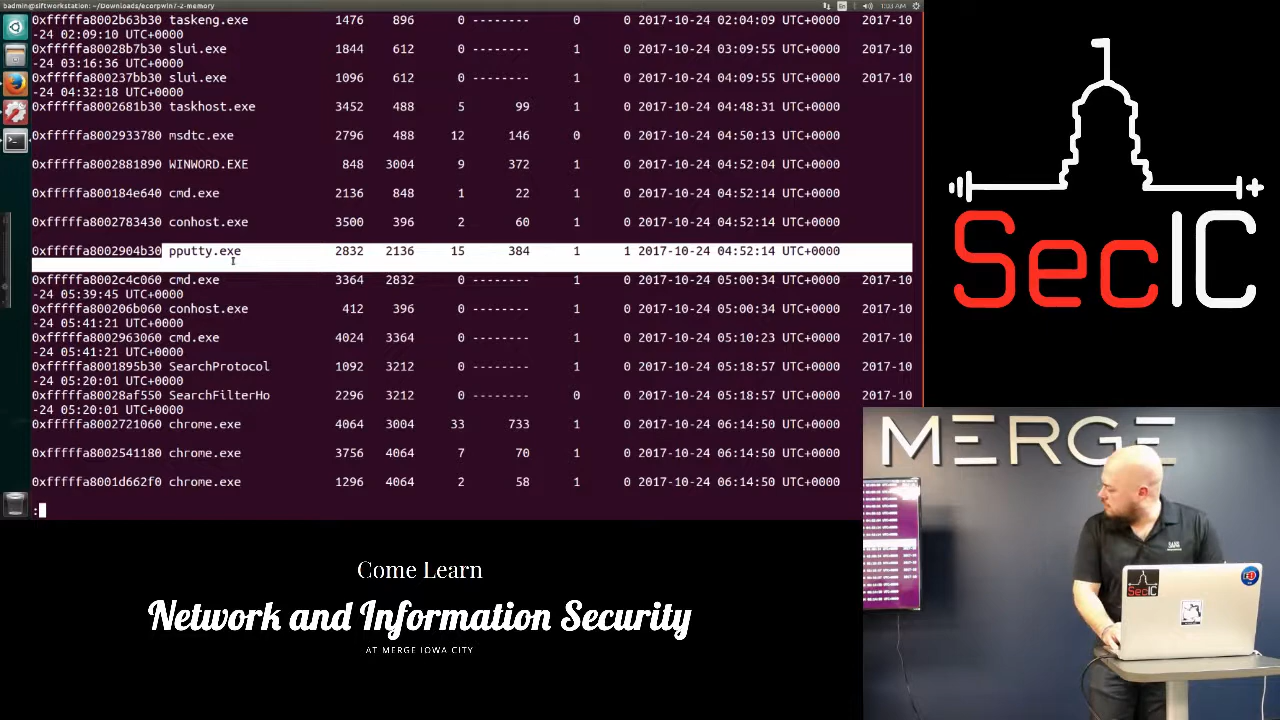 badmin@siftworkstation: ~/Downloads/ecorpwin/-2-memory
1:03 AM
0xfffffa8002b63b30 taskeng.exe 1476 896 0 -------- 0 0 2017-10-24 02:04:09 UTC+0000 2017-10
-24 02:09:10 UTC+0000
0xfffffa80028b7b30 slui.exe 1844 612 0 -------- 1 0 2017-10-24 03:09:55 UTC+0000 2017-10
-24 03:16:36 UTC+0000
0xfffffa800237bb30 slui.exe 1096 612 0 -------- 1 0 2017-10-24 04:09:55 UTC+0000 2017-10
-24 04:32:18 UTC+0000
0xfffffa8002681b30 taskhost.exe 3452 488 5 99 1 0 2017-10-24 04:48:31 UTC+0000
0xfffffa8002933780 msdtc.exe 2796 488 12 146 0 0 2017-10-24 04:50:13 UTC+0000
0xfffffa8002881890 WINWORD.EXE 848 3004 9 372 1 0 2017-10-24 04:52:04 UTC+0000
0xfffffa800184e640 cmd.exe 2136 848 1 22 1 0 2017-10-24 04:52:14 UTC+0000
0xfffffa8002783430 conhost.exe 3500 396 2 60 1 0 2017-10-24 04:52:14 UTC+0000
0xfffffa8002904b30 pputty.exe 2832 2136 15 384 1 1 2017-10-24 04:52:14 UTC+0000
0xfffffa8002c4c060 cmd.exe 3364 2832 0 -------- 1 0 2017-10-24 05:00:34 UTC+0000 2017-10
-24 05:39:45 UTC+0000
0xfffffa800206b060 conhost.exe 412 396 0 -------- 1 0 2017-10-24 05:00:34 UTC+0000 2017-10
-24 05:41:21 UTC+0000
0xfffffa8002963060 cmd.exe 4024 3364 0 -------- 1 0 2017-10-24 05:10:23 UTC+0000 2017-10
-24 05:41:21 UTC+0000
0xfffffa8001895b30 SearchProtocol 1092 3212 0 -------- 1 0 2017-10-24 05:18:57 UTC+0000 2017-10
-24 05:20:01 UTC+0000
0xfffffa80028af550 SearchFilterHo 2296 3212 0 -------- 0 0 2017-10-24 05:18:57 UTC+0000 2017-10
-24 05:20:01 UTC+0000
0xfffffa8002721060 chrome.exe 4064 3004 33 733 1 0 2017-10-24 06:14:50 UTC+0000
0xfffffa8002541180 chrome.exe 3756 4064 7 70 1 0 2017-10-24 06:14:50 UTC+0000
0xfffffa8001d662f0 chrome.exe 1296 4064 2 58 1 0 2017-10-24 06:14:50 UTC+0000
:
SecIC
MERGE
SANS
SecIC
Come Learn
Network and Information Security
AT MERGE IOWA CITY